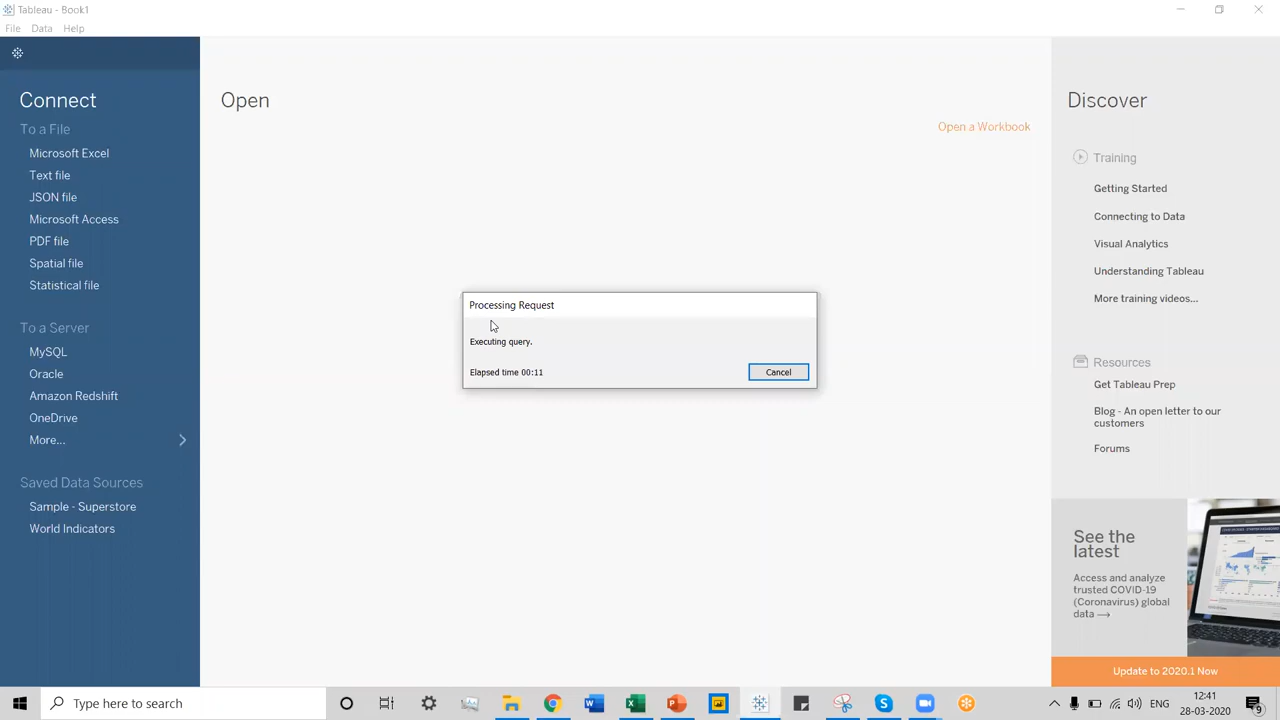 Tableau - Book1
File Data Help
Connect
To a File
Microsoft Excel
Text file
JSON file
Microsoft Access
PDF file
Spatial file
Statistical file
To a Server
MySQL
Oracle
Amazon Redshift
OneDrive
More...
Saved Data Sources
Sample - Superstore
World Indicators
Open
Open a Workbook
Processing Request
Executing query.
Elapsed time 00:11
Cancel
Discover
Training
Getting Started
Connecting to Data
Visual Analytics
Understanding Tableau
More training videos...
Resources
Get Tableau Prep
Blog - An open letter to our
customers
Forums
See the
latest
Access and analyze
trusted COVID-19
(Coronavirus) global
data →
Update to 2020.1 Now
Type here to search
ENG
12:41
28-03-2020
9